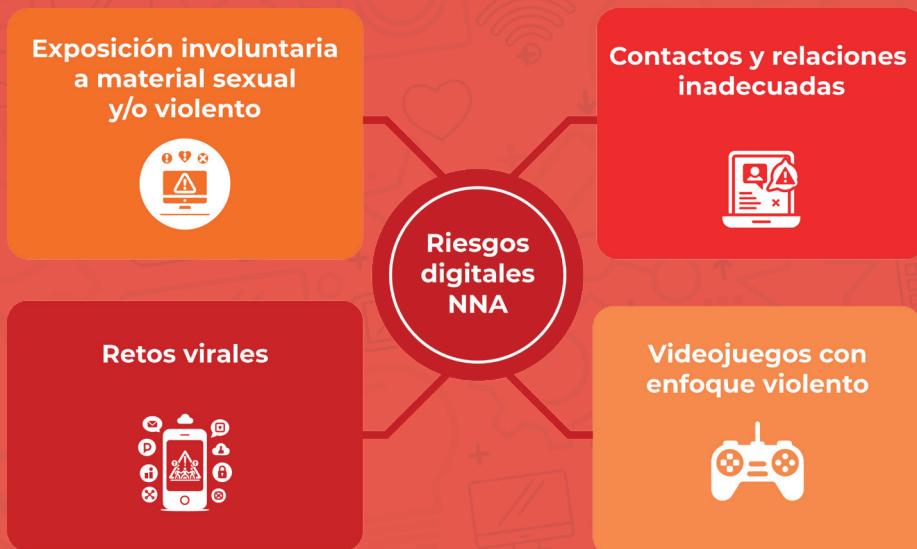 Exposición involuntaria
a material sexual
y/o violento
Contactos y relaciones
inadecuadas
Riesgos
digitales
NNA
Retos virales
Videojuegos con
enfoque violento